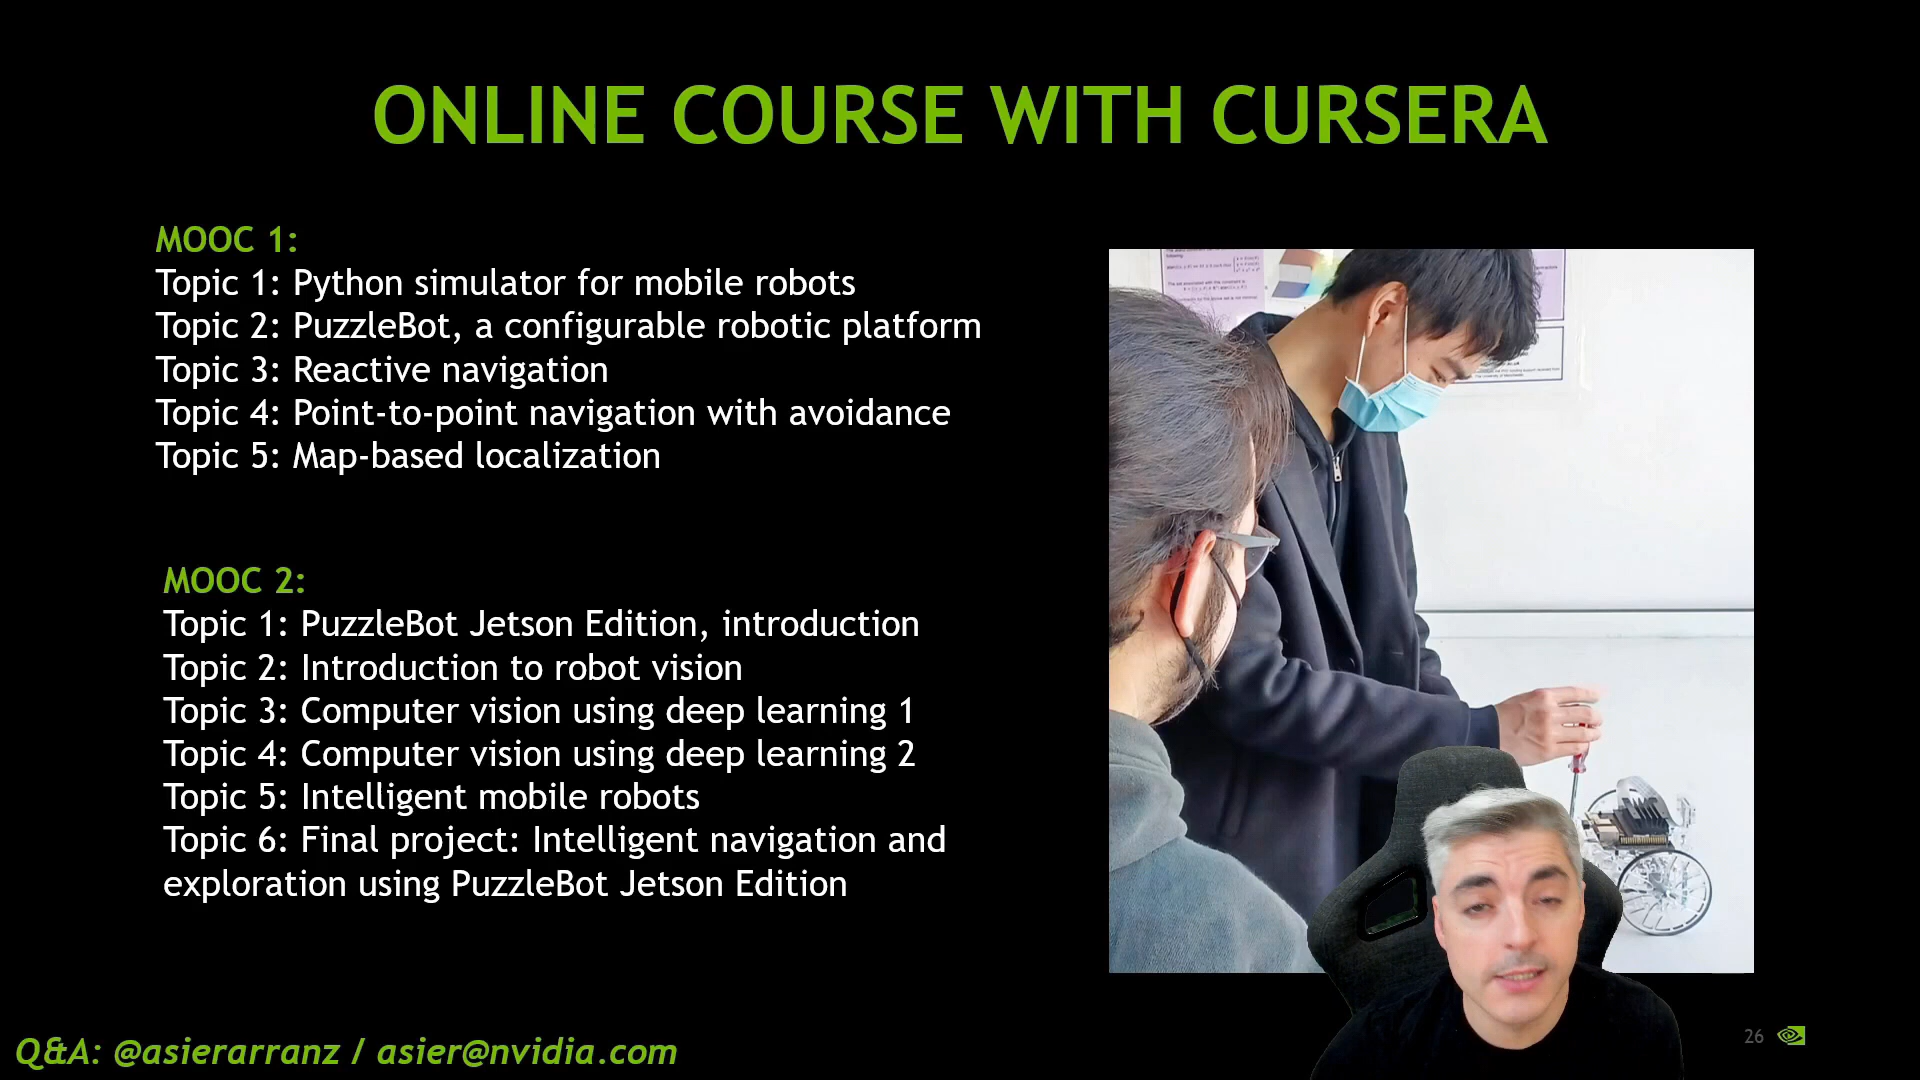 ONLINE COURSE WITH CURSERA
MOOC 1:
Topic 1: Python simulator for mobile robots
Topic 2: PuzzleBot, a configurable robotic platform
Topic 3: Reactive navigation
Topic 4: Point-to-point navigation with avoidance
Topic 5: Map-based localization
MOOC 2:
Topic 1: PuzzleBot Jetson Edition, introduction
Topic 2: Introduction to robot vision
Topic 3: Computer vision using deep learning 1
Topic 4: Computer vision using deep learning 2
Topic 5: Intelligent mobile robots
Topic 6: Final project: Intelligent navigation and
exploration using PuzzleBot Jetson Edition
Q&A: @asierarranz / asier@nvidia.com
26